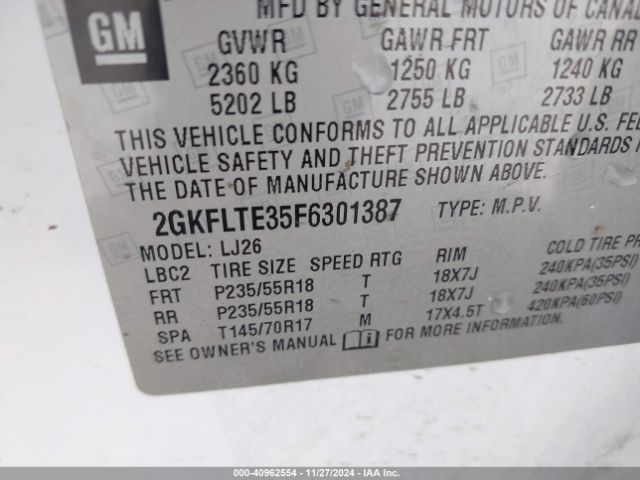 GM
MFD BY GENERAL MOTORS OF CANA
GVWR GAWR FRT GAWR RR
2360 KG 1250 KG 1240 KG
5202 LB 2755 LB 2733 LB
THIS VEHICLE CONFORMS TO ALL APPLICABLE U.S. FE
VEHICLE SAFETY AND THEFT PREVENTION STANDARDS
THE DATE OF MANUFACTURE SHOWN ABOVE.
2GKFLTE35F6301387 TYPE: M.P.V.
MODEL: LJ26
LBC2 TIRE SIZE SPEED RTG RIM COLD TIRE PR
FRT P235/55R18 T 18X7J 240KPA(35PSI)
RR P235/55R18 T 18X7J 240KPA(35PSI)
SPA T145/70R17 M 17X4.5T 420KPA(60PSI)
SEE OWNER'S MANUAL i FOR MORE INFORMATION.
000-40962554 - 11/27/2024 - IAA Inc.